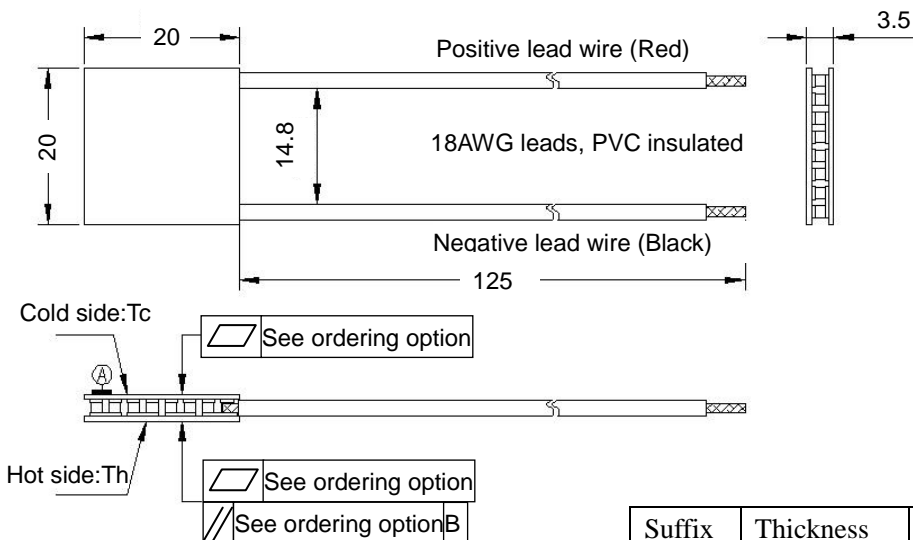 20
3.5
Positive lead wire (Red)
20
14.8
18AWG leads, PVC insulated
Negative lead wire (Black)
125
Cold side:Tc
See ordering option
A
Hot side:Th
See ordering option
See ordering option B
Suffix Thickness